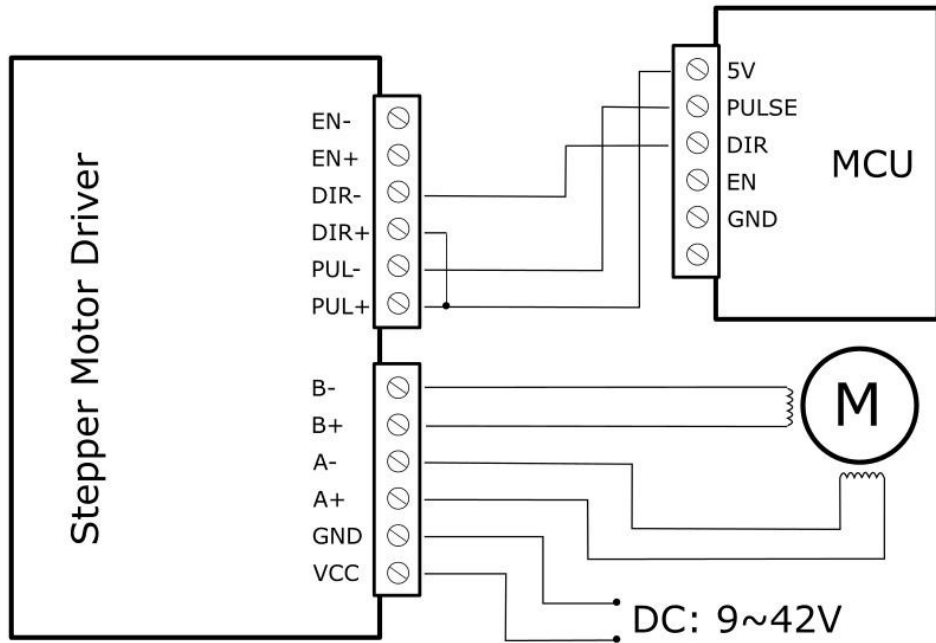 Stepper Motor Driver
EN-
EN+
DIR-
DIR+
PUL-
PUL+
B-
B+
A-
A+
GND
VCC
5V
PULSE
DIR
EN
GND
MCU
M
DC: 9~42V